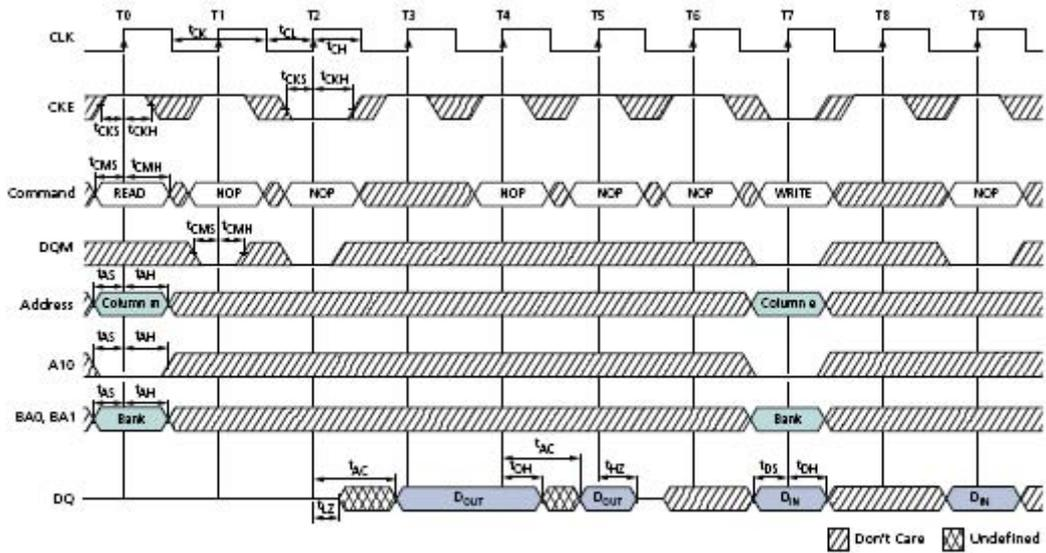 T0 T1 T2 T3 T4 T5 T6 T7 T8 T9
CLK
tCK tCL tCH
CKE
tCKS tCKH tCKS tCKH
tCMS tCMH
Command READ NOP NOP NOP NOP NOP WRITE NOP
DQM tCMS tCMH
tAS tAH
Address Column m Column e
tAS tAH
A10
tAS tAH
BA0, BA1 Bank Bank
tAC tAC
tOH tHZ tDS tDH
DQ DOUT DOUT DIN DIN
tLZ
Don't Care Undefined